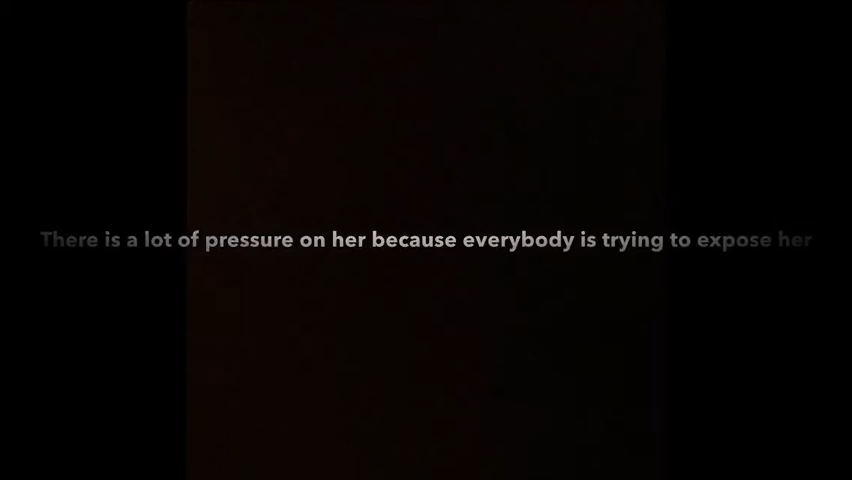 There is a lot of pressure on her because everybody is trying to expose her